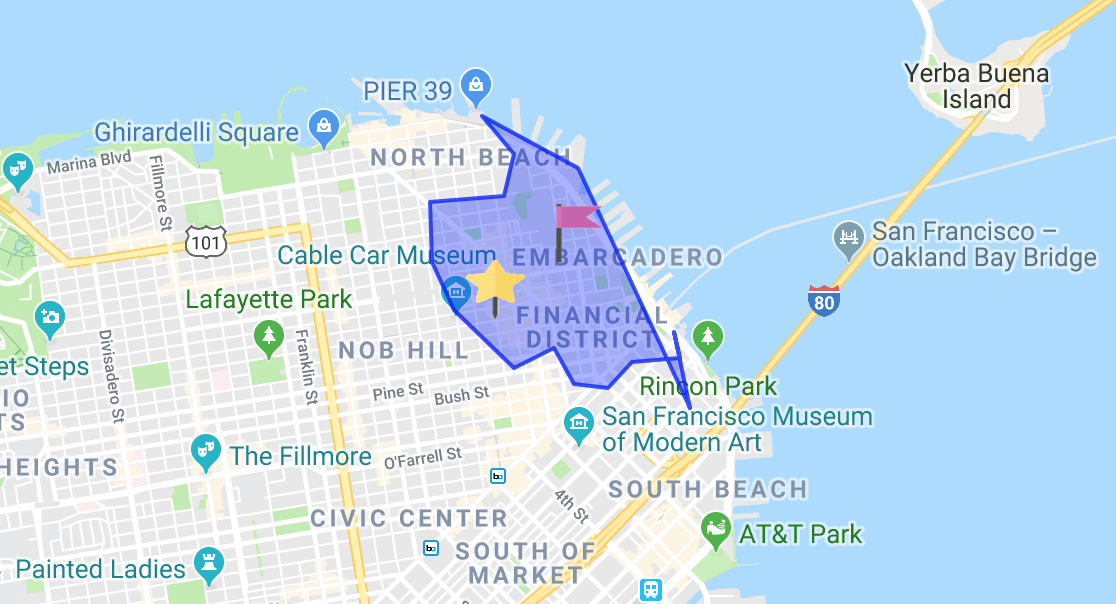 Yerba Buena
Island
PIER 39
Ghirardelli Square
NORTH BEACH
Marina Blvd
Fillmore St
101
San Francisco –
Oakland Bay Bridge
Cable Car Museum
EMBARCADERO
80
Lafayette Park
FINANCIAL
DISTRICT
Divisadero St
Franklin St
NOB HILL
et Steps
Rincon Park
Pine St
Bush St
IO
TS
San Francisco Museum
of Modern Art
HEIGHTS
The Fillmore
O'Farrell St
SOUTH BEACH
4th St
CIVIC CENTER
AT&T Park
SOUTH OF
MARKET
Painted Ladies